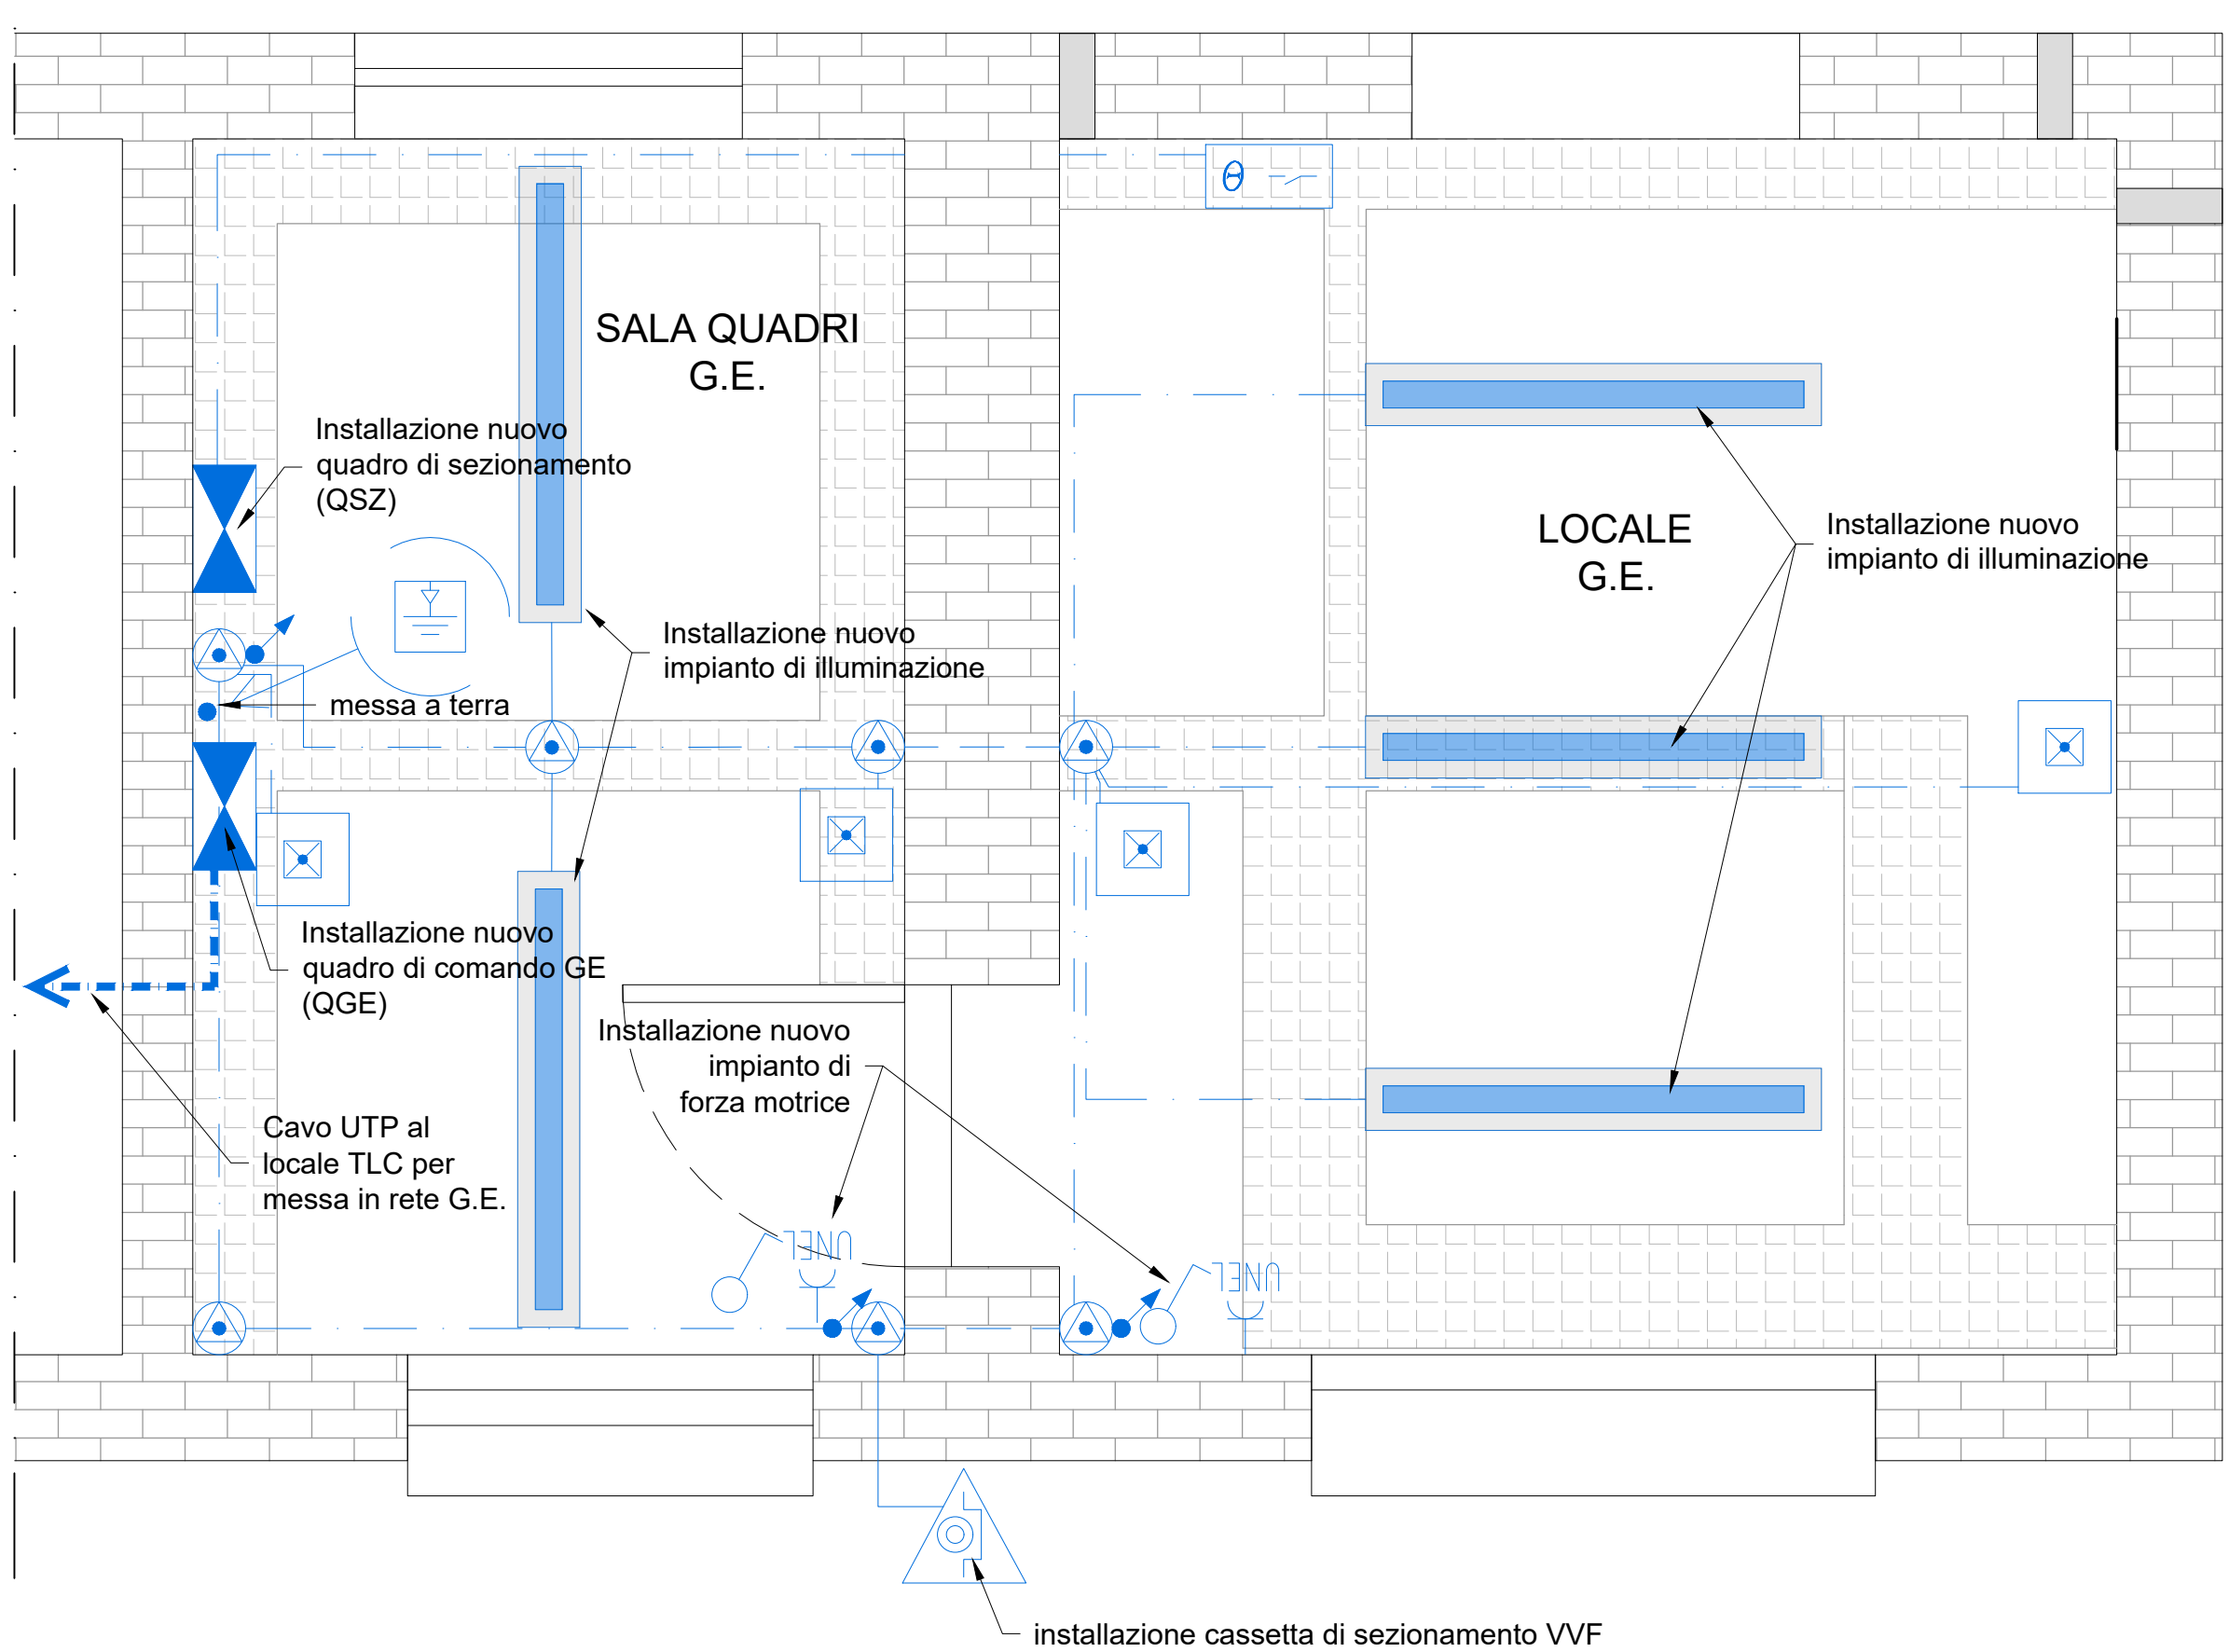 SALA QUADRI
G.E.
Installazione nuovo
quadro di sezionamento
(QSZ)
LOCALE
G.E.
Installazione nuovo
impianto di illuminazione
Installazione nuovo
impianto di illuminazione
messa a terra
Installazione nuovo
quadro di comando GE
(QGE)
Installazione nuovo
impianto di
forza motrice
Cavo UTP al
locale TLC per
messa in rete G.E.
UNEL
UNEL
θ
installazione cassetta di sezionamento VVF